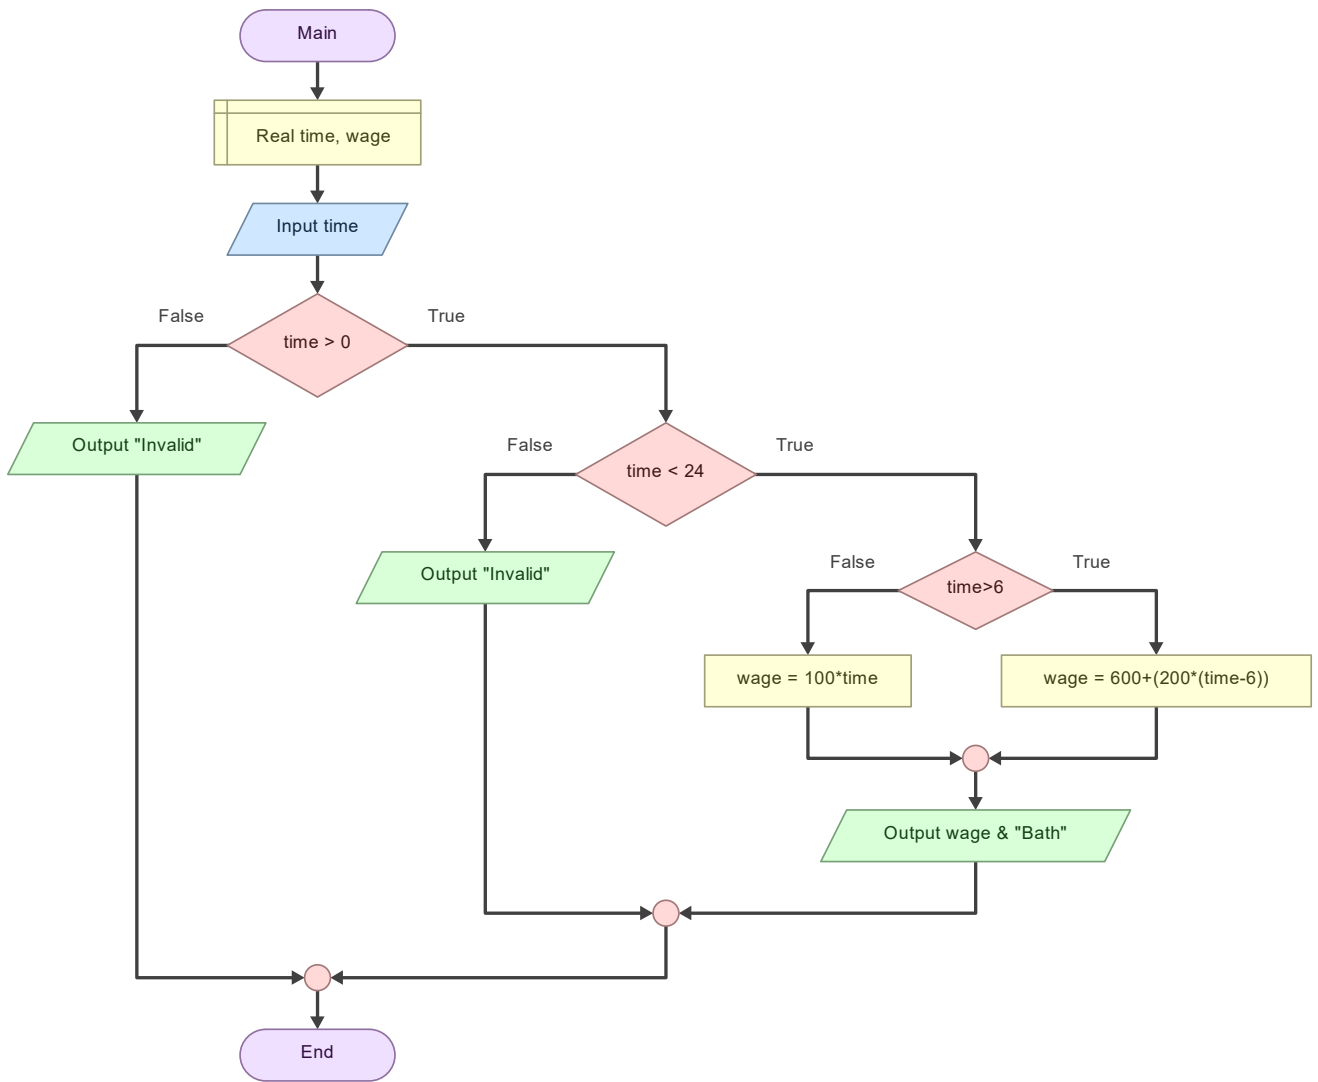 Main
Real time, wage
Input time
False
True
time > 0
Output "Invalid"
False
True
time < 24
Output "Invalid"
False
True
time>6
wage = 100*time
wage = 600+(200*(time-6))
Output wage & "Bath"
End